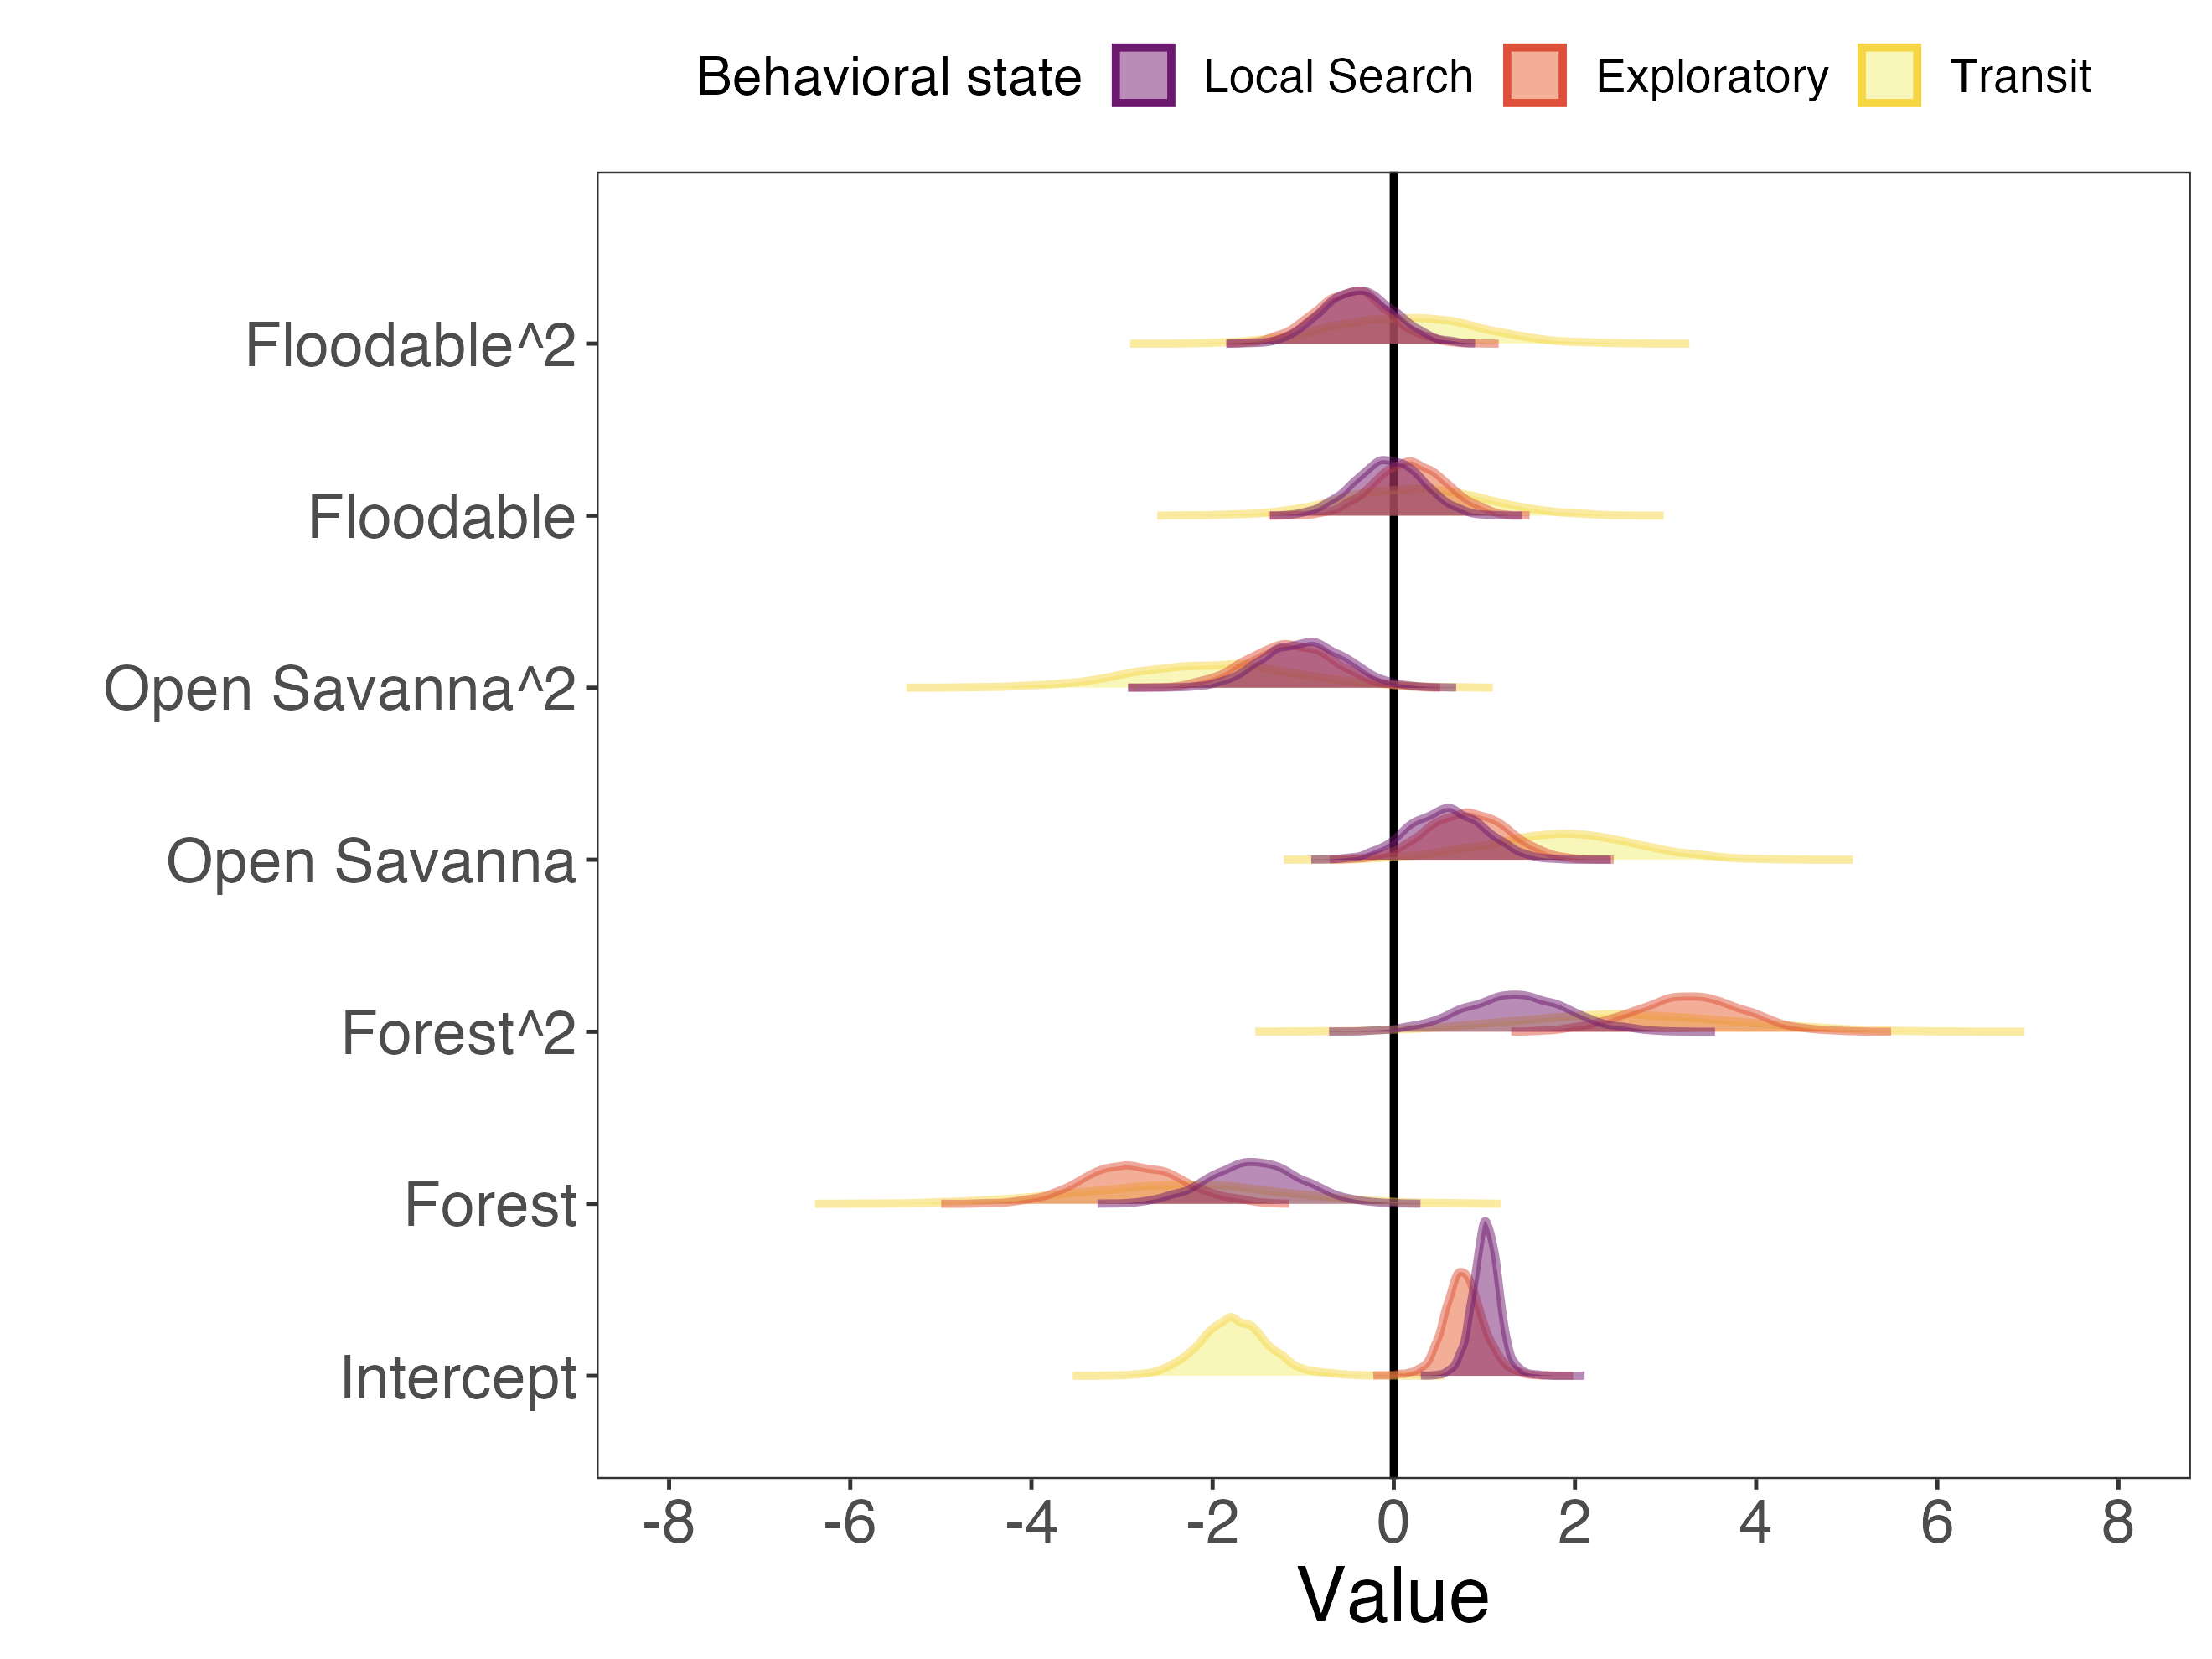 Behavioral state Local Search Exploratory Transit
Floodable^2
Floodable
Open Savanna^2
Open Savanna
Forest^2
Forest
Intercept
-8 -6 -4 -2 0 2 4 6 8
Value